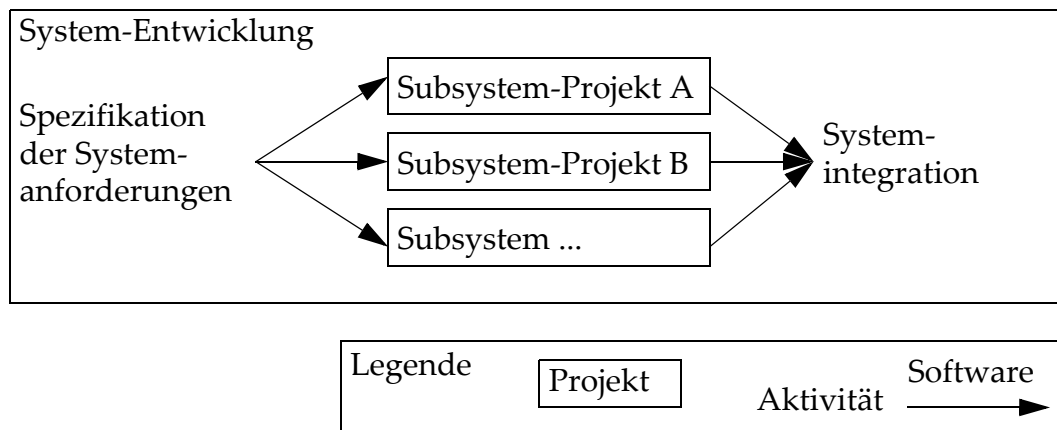 System-Entwicklung
Spezifikation
der System-
anforderungen
Subsystem-Projekt A
Subsystem-Projekt B
Subsystem ...
System-
integration
Legende
Projekt
Aktivität
Software